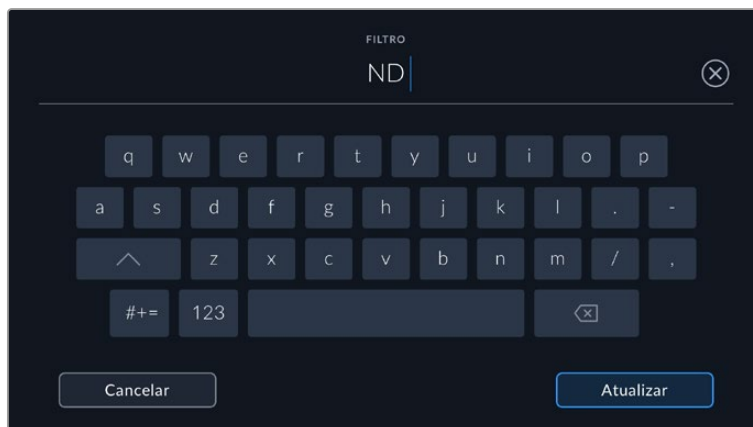 FILTRO
ND
q w e r t y u i o p
a s d f g h j k l . -
z x c v b n m / ,
#+= 123
Cancelar Atualizar